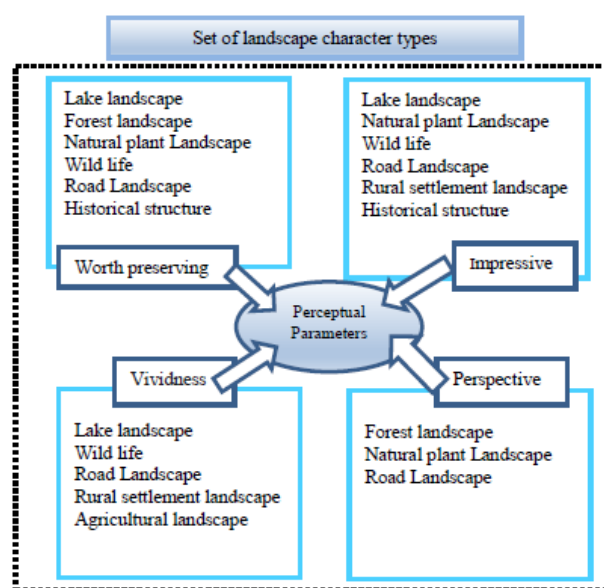 Set of landscape character types
Lake landscape
Forest landscape
Natural plant Landscape
Wild life
Road Landscape
Historical structure
Worth preserving
Lake landscape
Natural plant Landscape
Wild life
Road Landscape
Rural settlement landscape
Historical structure
Impressive
Perceptual
Parameters
Vividness
Lake landscape
Wild life
Road Landscape
Rural settlement landscape
Agricultural landscape
Perspective
Forest landscape
Natural plant Landscape
Road Landscape